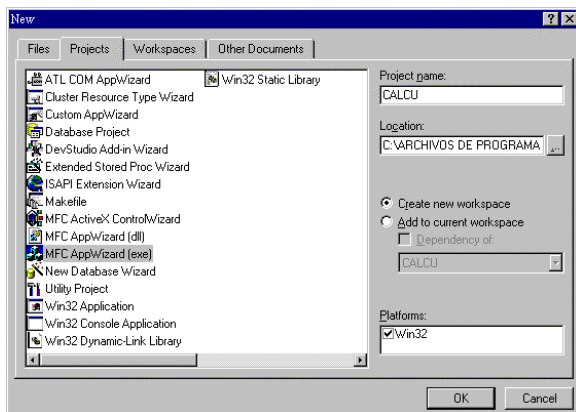 New
Files
Projects
Workspaces
Other Documents
ATL COM AppWizard
Cluster Resource Type Wizard
Custom AppWizard
Database Project
DevStudio Add-in Wizard
Extended Stored Proc Wizard
ISAPI Extension Wizard
Makefile
MFC ActiveX ControlWizard
MFC AppWizard (dll)
MFC AppWizard (exe)
New Database Wizard
Utility Project
Win32 Application
Win32 Console Application
Win32 Dynamic-Link Library
Win32 Static Library
Project name:
CALCU
Location:
C:\ARCHIVOS DE PROGRAMA
...
Create new workspace
Add to current workspace
Dependency of:
CALCU
Platforms:
Win32
OK
Cancel